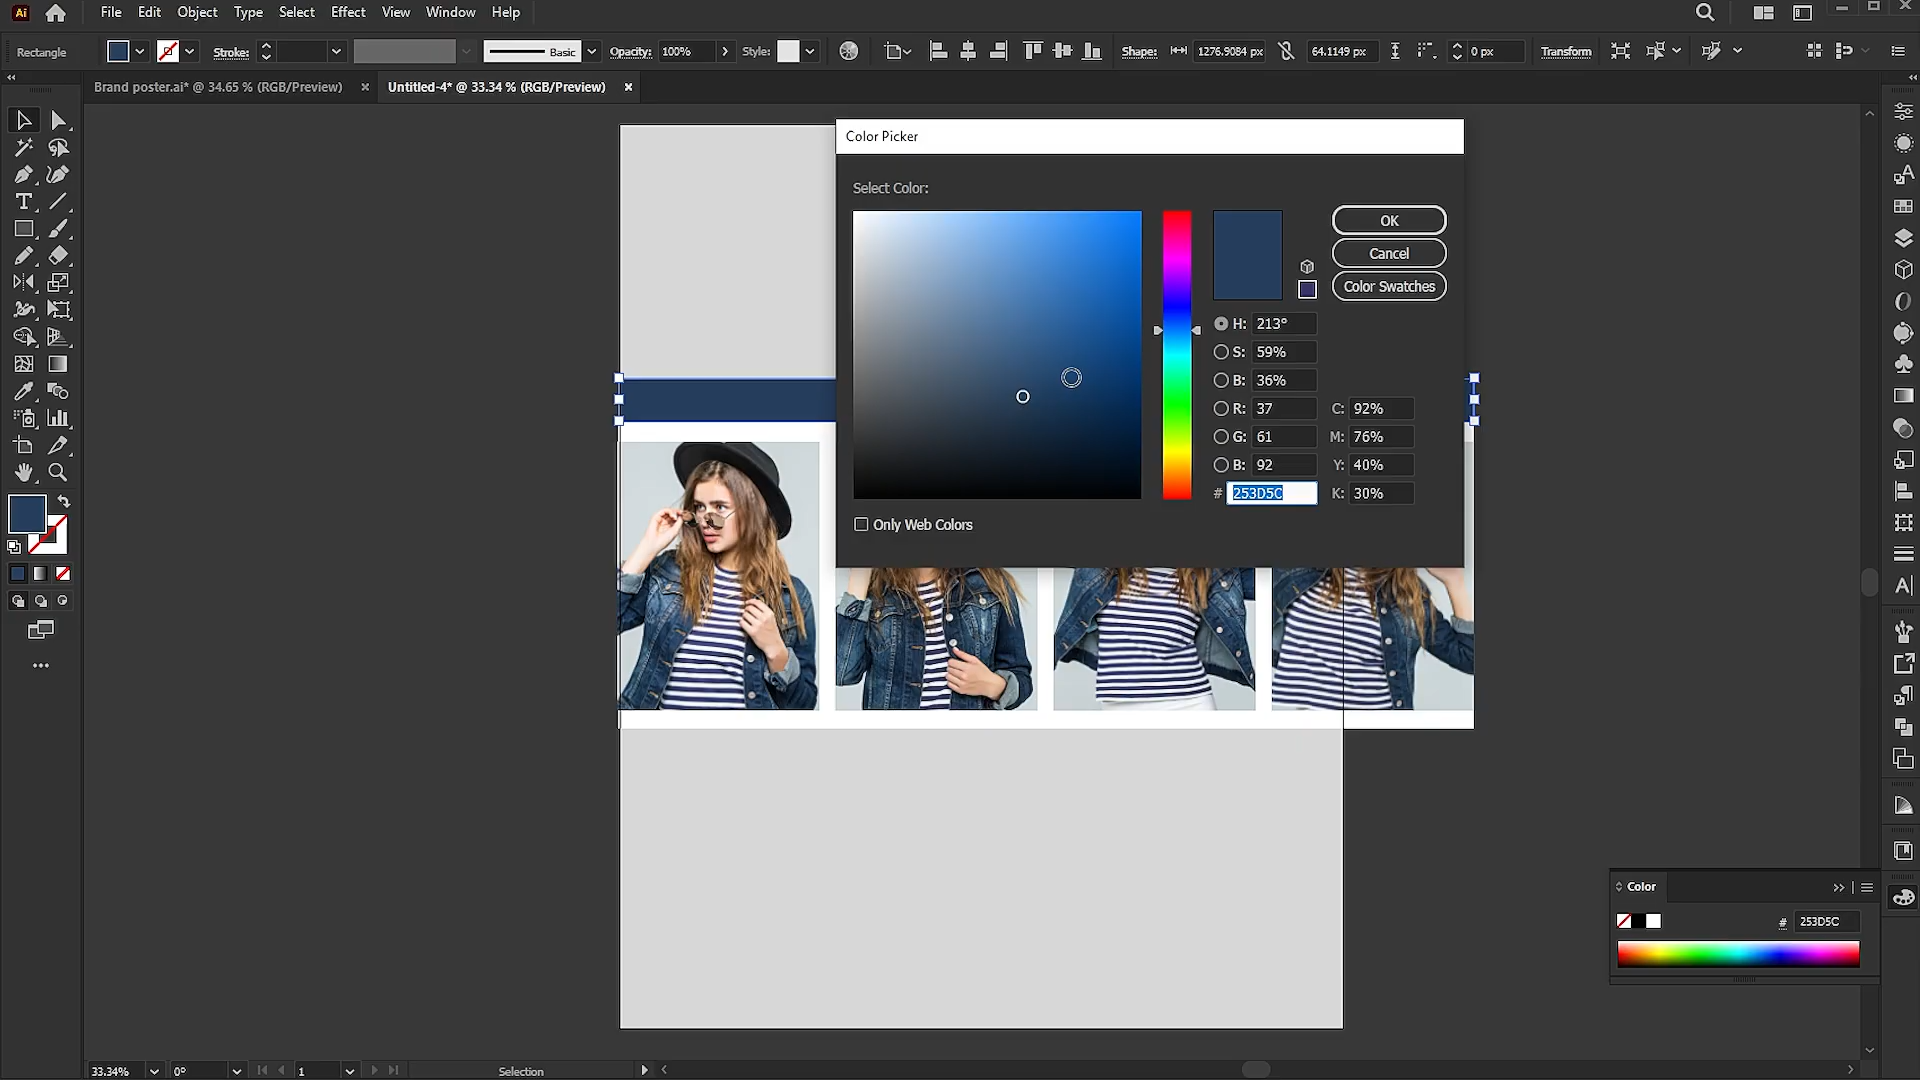 Ai File Edit Object Type Select Effect View Window Help
Rectangle Stroke: Basic Opacity: 100% Style: Shape: 1276.9084 px 64.1149 px 0 px Transform
Brand poster.ai* @ 34.65 % (RGB/Preview) × Untitled-4* @ 33.34 % (RGB/Preview) ×
Color Picker
Select Color:
OK
Cancel
Color Swatches
H: 213°
S: 59%
B: 36%
R: 37 C: 92%
G: 61 M: 76%
B: 92 Y: 40%
# 253D5C K: 30%
Only Web Colors
Color
# 253D5C
33.34% 0° 1 Selection